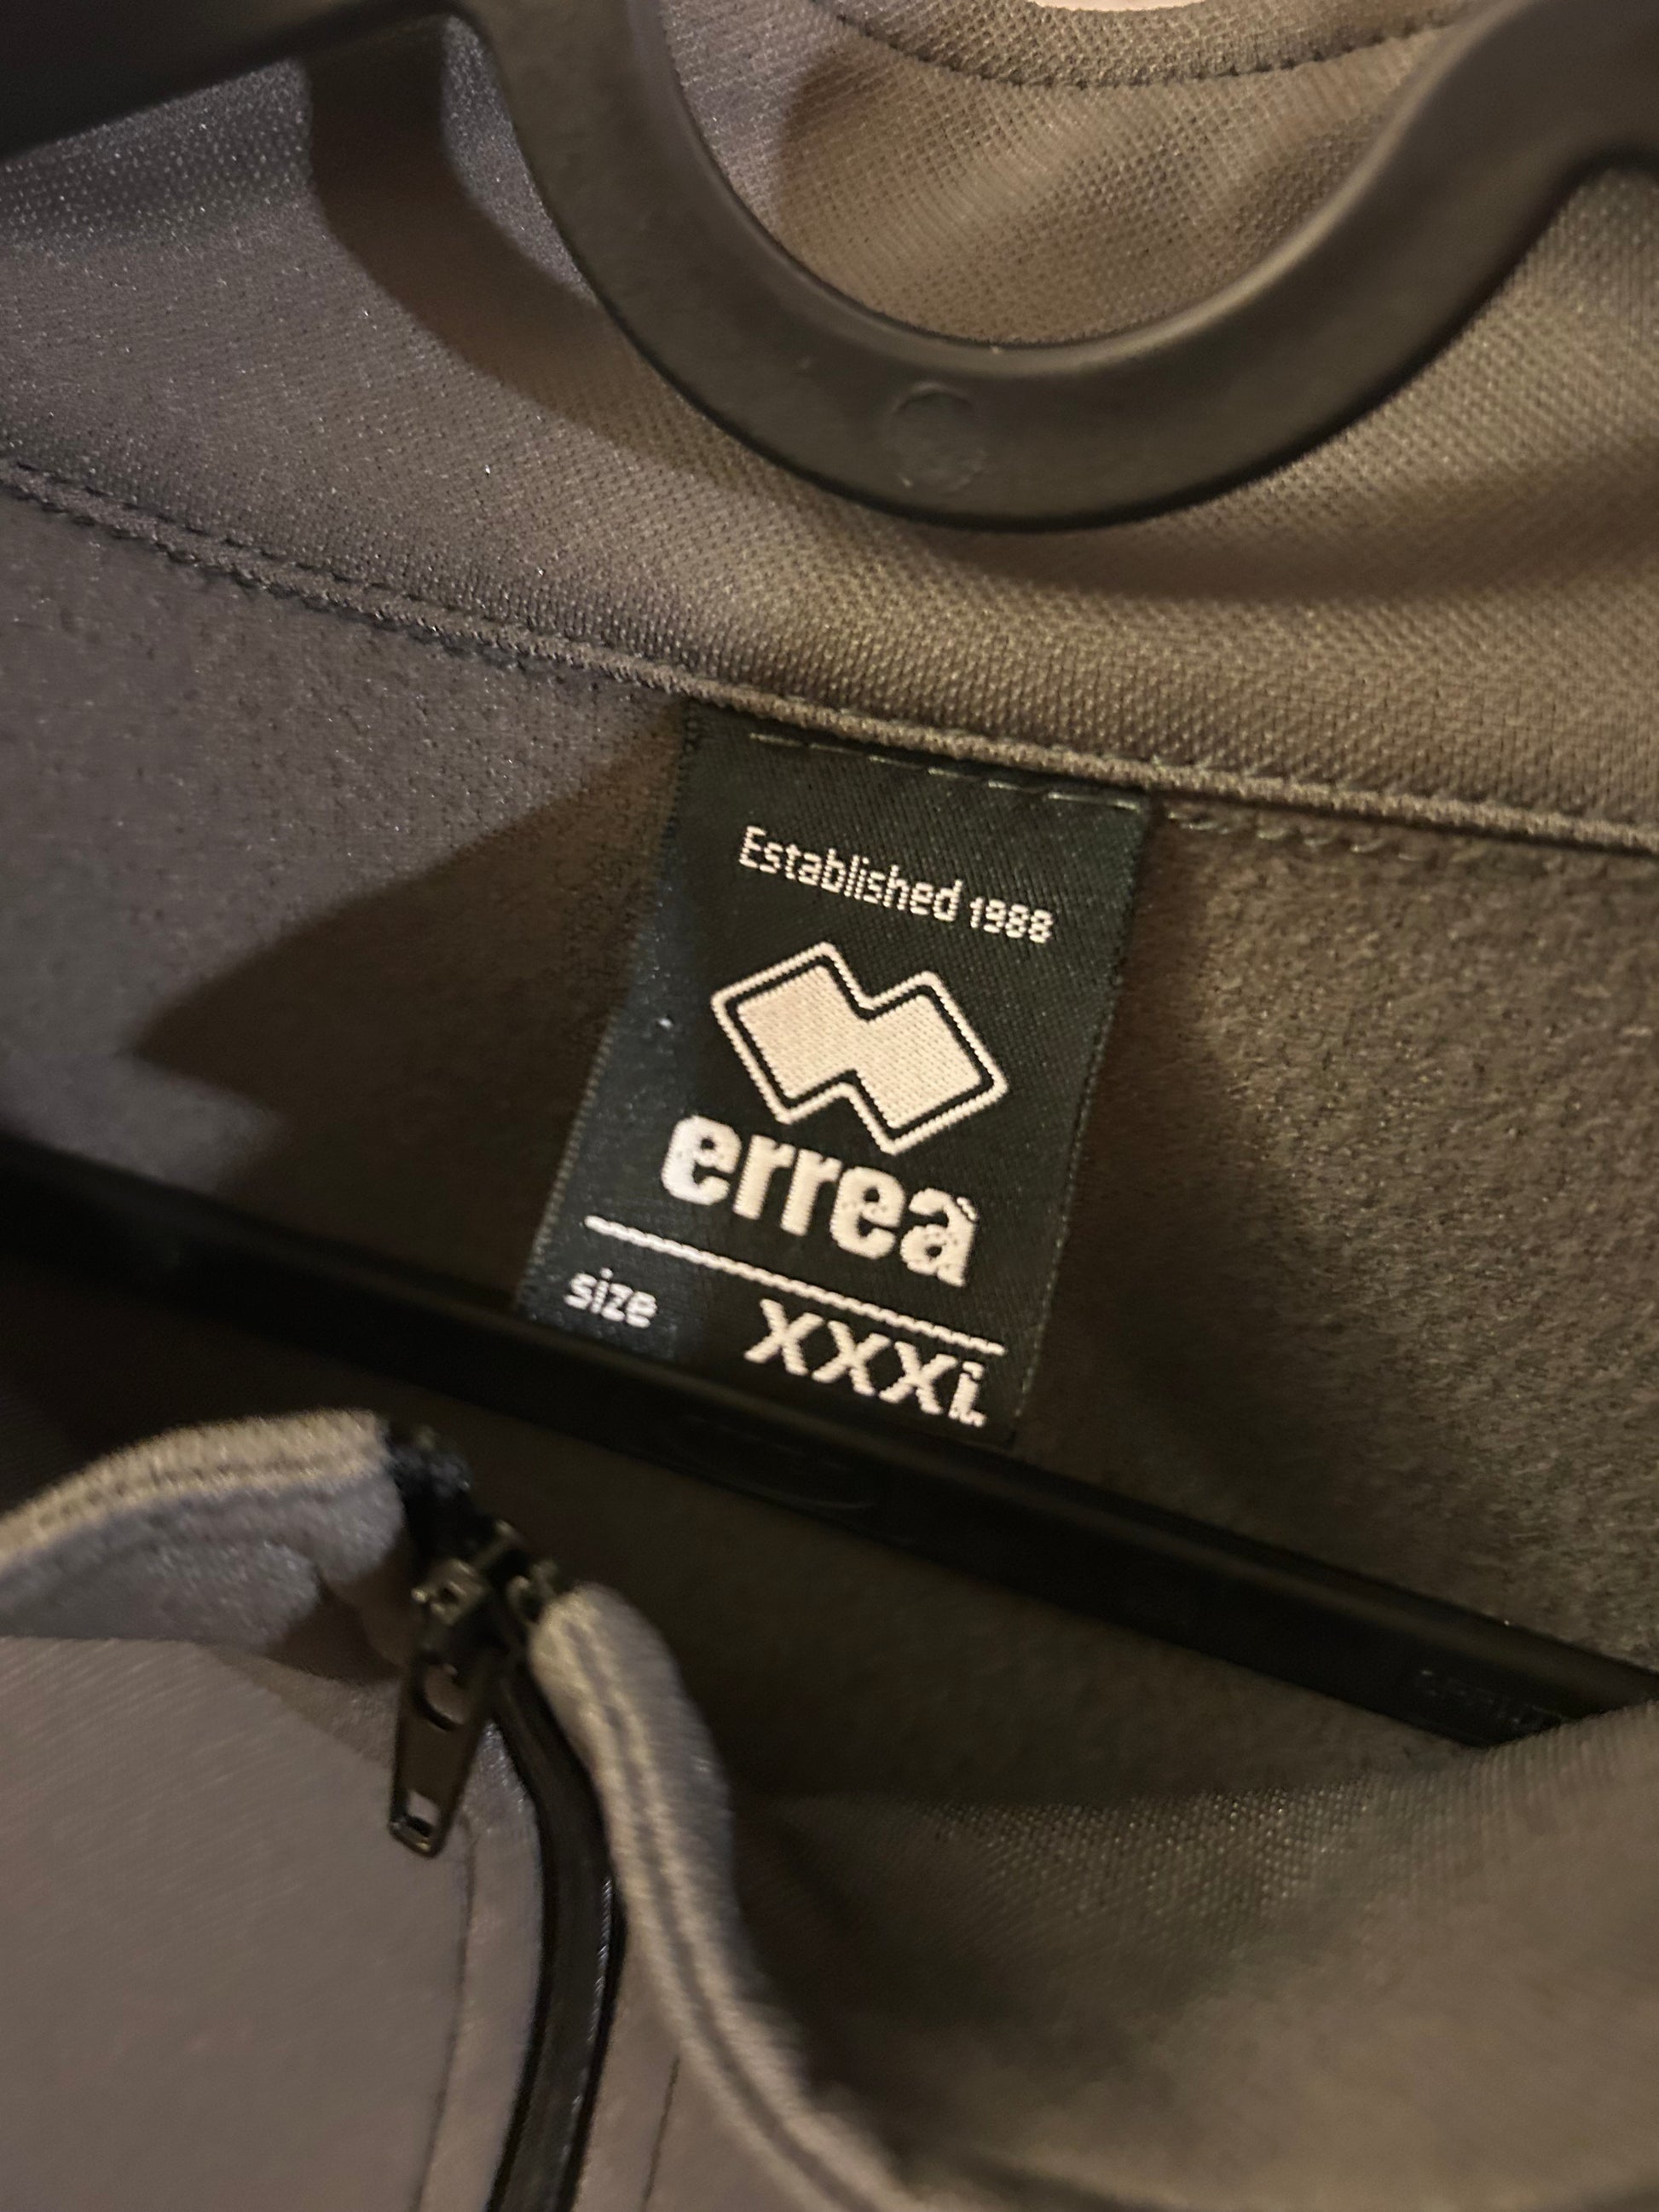 Established 1988
erreà
size XXXL